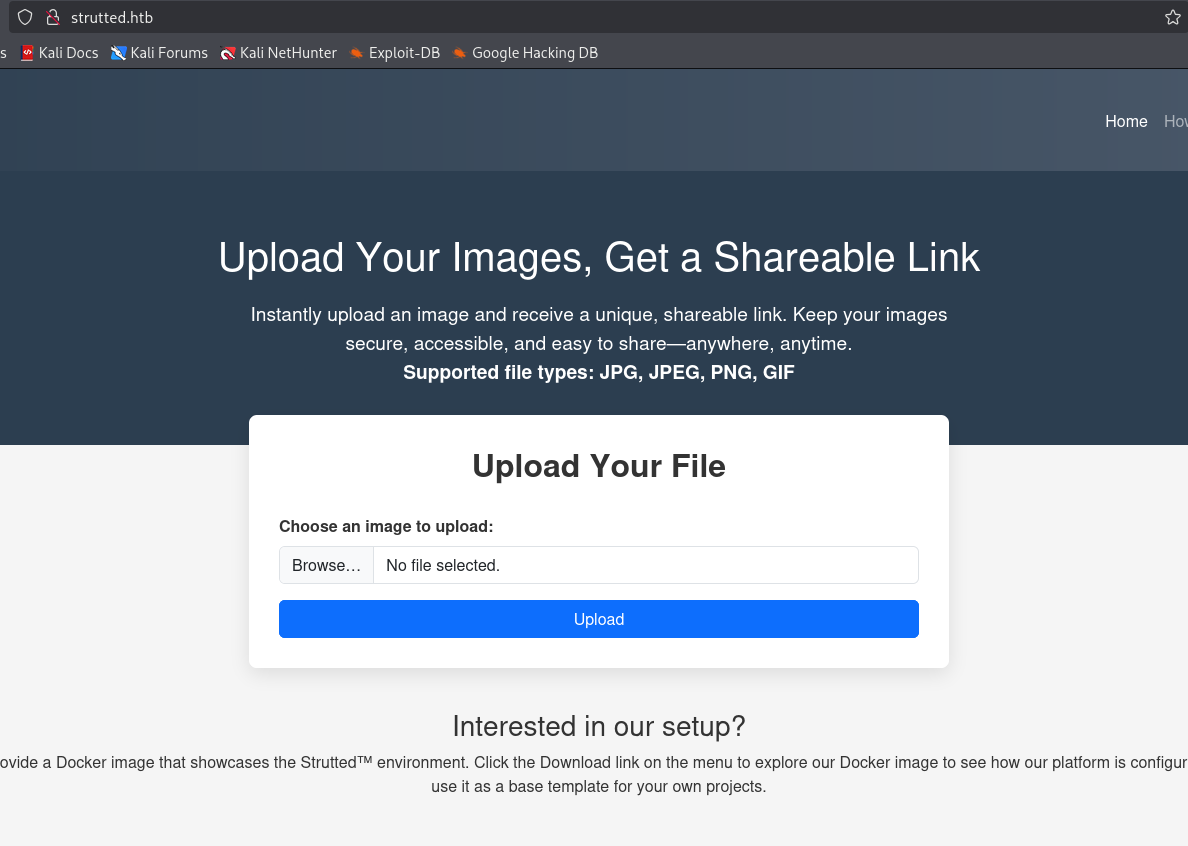 strutted.htb
s Kali Docs Kali Forums Kali NetHunter Exploit-DB Google Hacking DB
Home Hov
Upload Your Images, Get a Shareable Link
Instantly upload an image and receive a unique, shareable link. Keep your images
secure, accessible, and easy to share—anywhere, anytime.
Supported file types: JPG, JPEG, PNG, GIF
Upload Your File
Choose an image to upload:
Browse… No file selected.
Upload
Interested in our setup?
ovide a Docker image that showcases the Strutted™ environment. Click the Download link on the menu to explore our Docker image to see how our platform is configur
use it as a base template for your own projects.